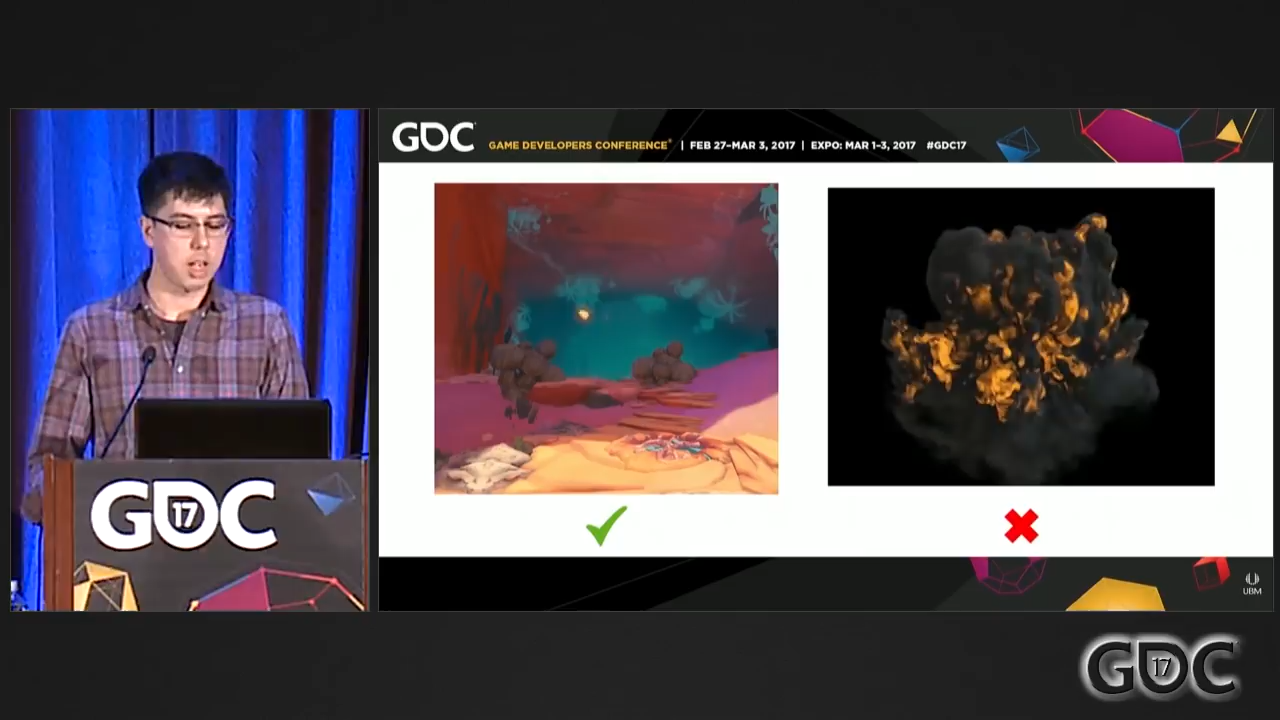 GDC
GAME DEVELOPERS CONFERENCE® | FEB 27–MAR 3, 2017 | EXPO: MAR 1–3, 2017 #GDC17
GDC
17
UBM
GDC
17